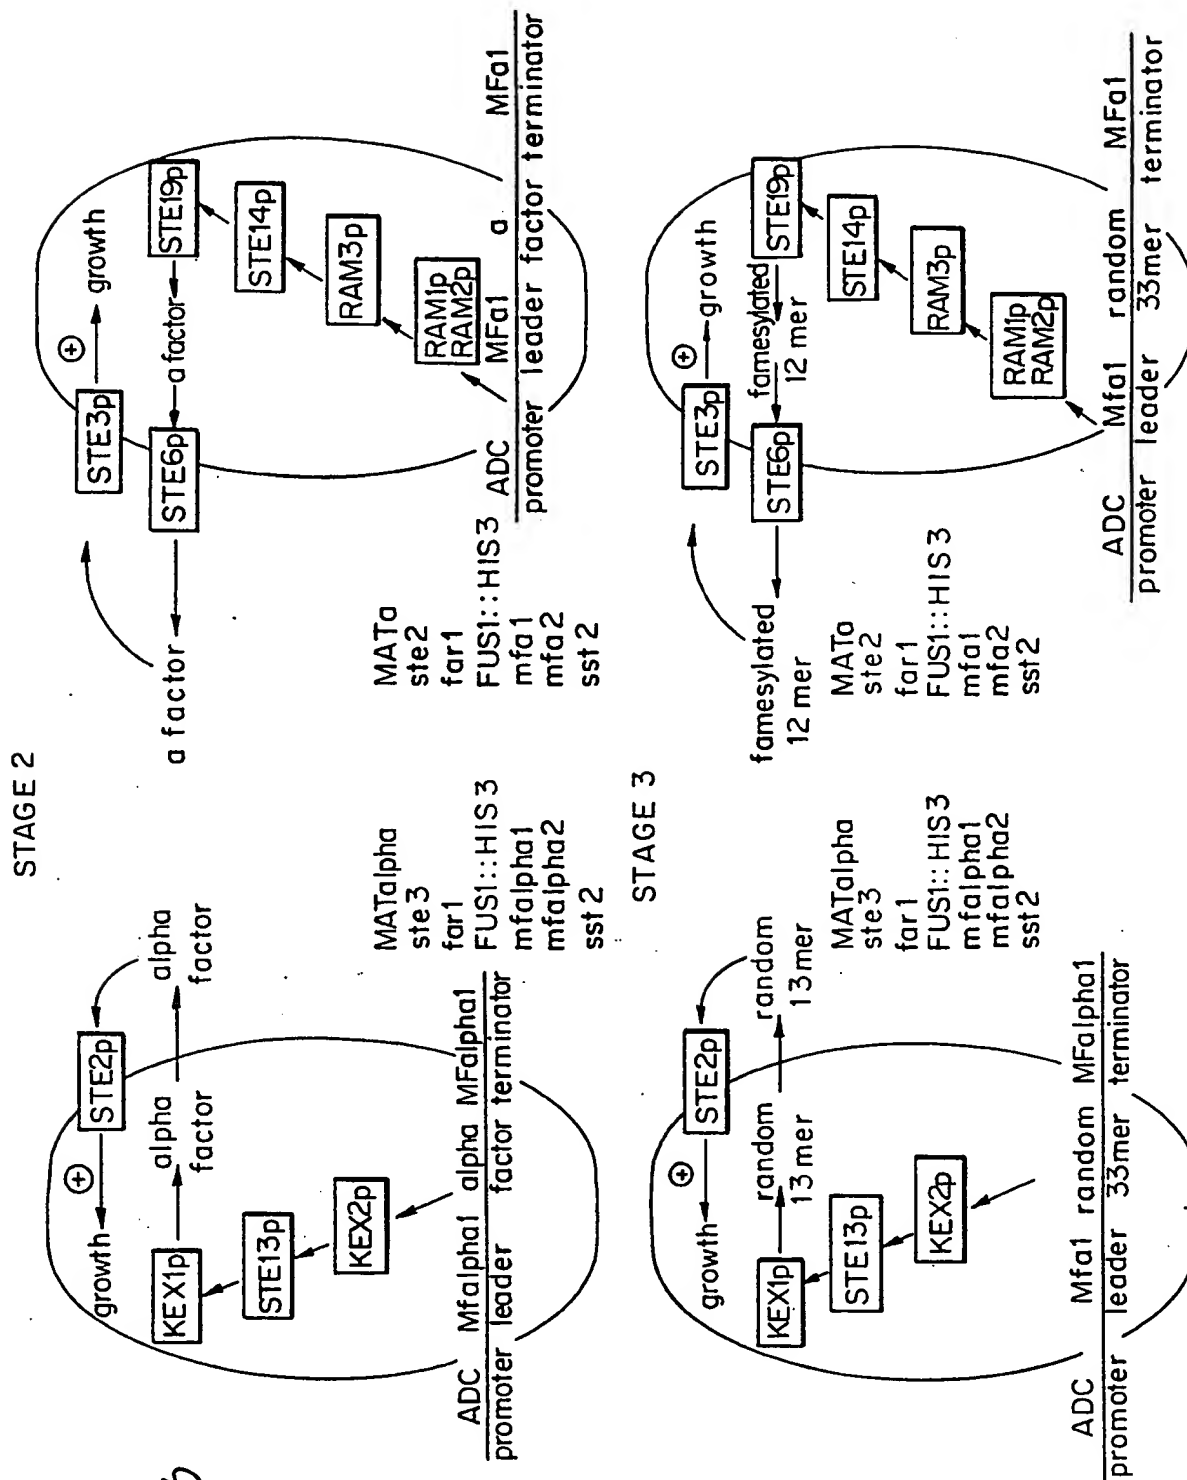 STAGE 2
growth
STE2p
KEX1p
alpha
factor
alpha
factor
STE13p
KEX2p
ADC Mfalpha1 alpha MFalpha1
promoter leader factor terminator
MATalpha
ste3
far1
FUS1::HIS3
mfalpha1
mfalpha2
sst2
a factor
STE3p
growth
STE6p
a factor
STE19p
STE14p
RAM3p
RAM1p
RAM2p
ADC MFa1 a MFa1
promoter leader factor terminator
MATa
ste2
far1
FUS1::HIS3
mfa1
mfa2
sst2
STAGE 3
growth
STE2p
KEX1p
random
13mer
random
13mer
STE13p
KEX2p
ADC Mfa1 random MFalpha1
promoter leader 33mer terminator
MATalpha
ste3
far1
FUS1::HIS3
mfalpha1
mfalpha2
sst2
famesylated
12mer
STE3p
growth
STE6p
famesylated
12 mer
STE19p
STE14p
RAM3p
RAM1p
RAM2p
ADC Mfa1 random MFa1
promoter leader 33mer terminator
MATa
ste2
far1
FUS1::HIS3
mfa1
mfa2
sst2